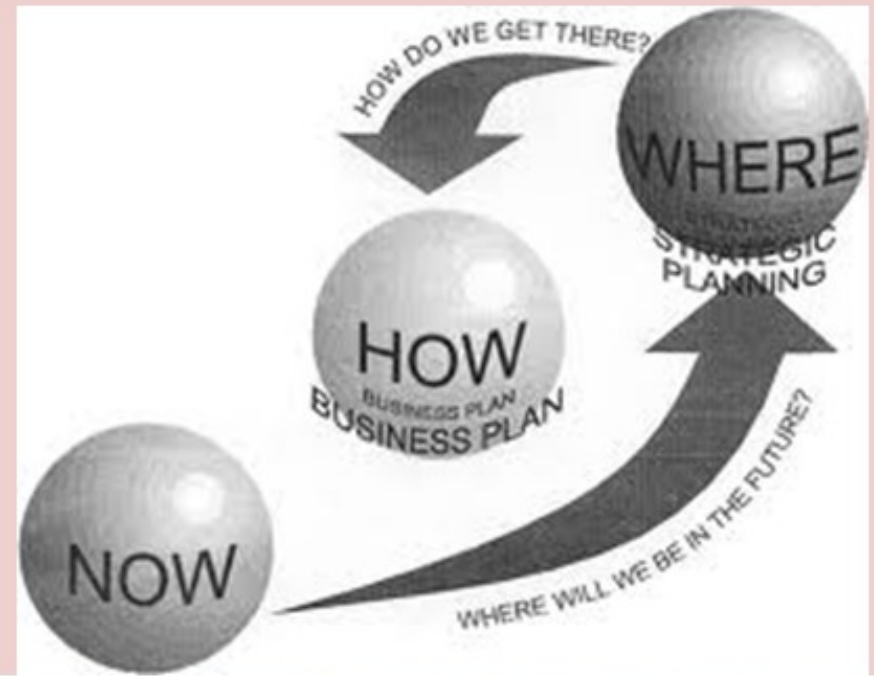 HOW DO WE GET THERE?
WHERE
STRATEGIC
STRATEGIC
PLANNING
HOW
BUSINESS PLAN
BUSINESS PLAN
NOW
WHERE WILL WE BE IN THE FUTURE?